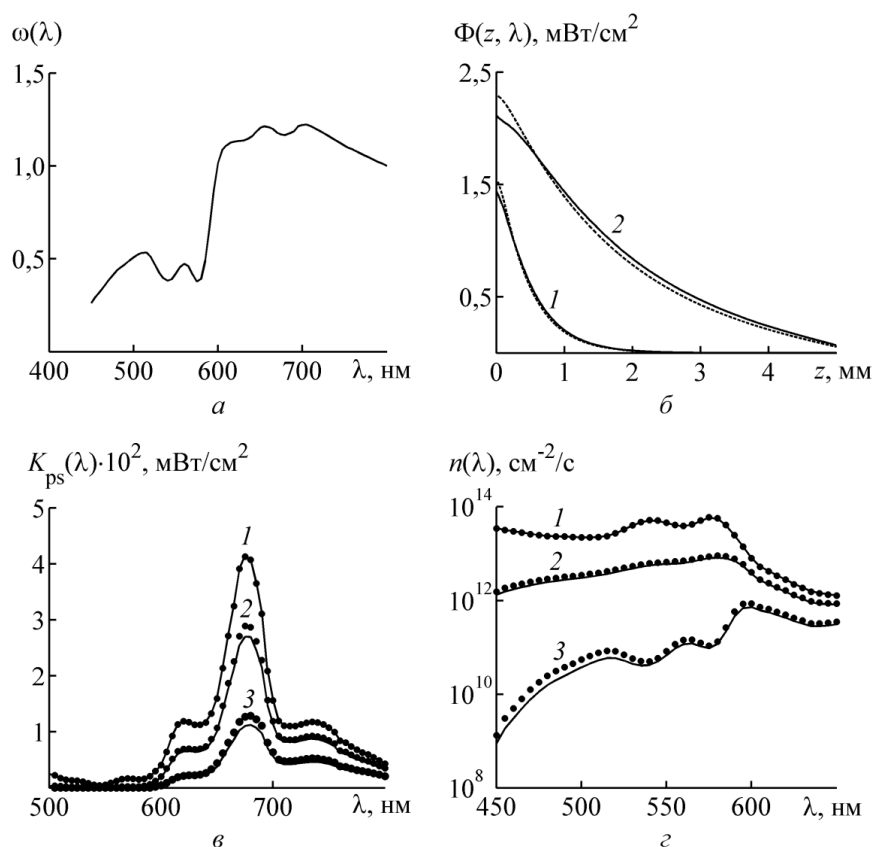 ω(λ)
1,5
1,0
0,5
400 500 600 700 λ, нм
а
Φ(z, λ), мВт/см²
2,5
1,5
0,5
2
1
0 1 2 3 4 z, мм
б
K_ps(λ)·10², мВт/см²
5
4
3
2
1
1
2
3
500 600 700 λ, нм
в
n(λ), см⁻²/с
10¹⁴
10¹²
10¹⁰
10⁸
1
2
3
450 500 550 600 λ, нм
г